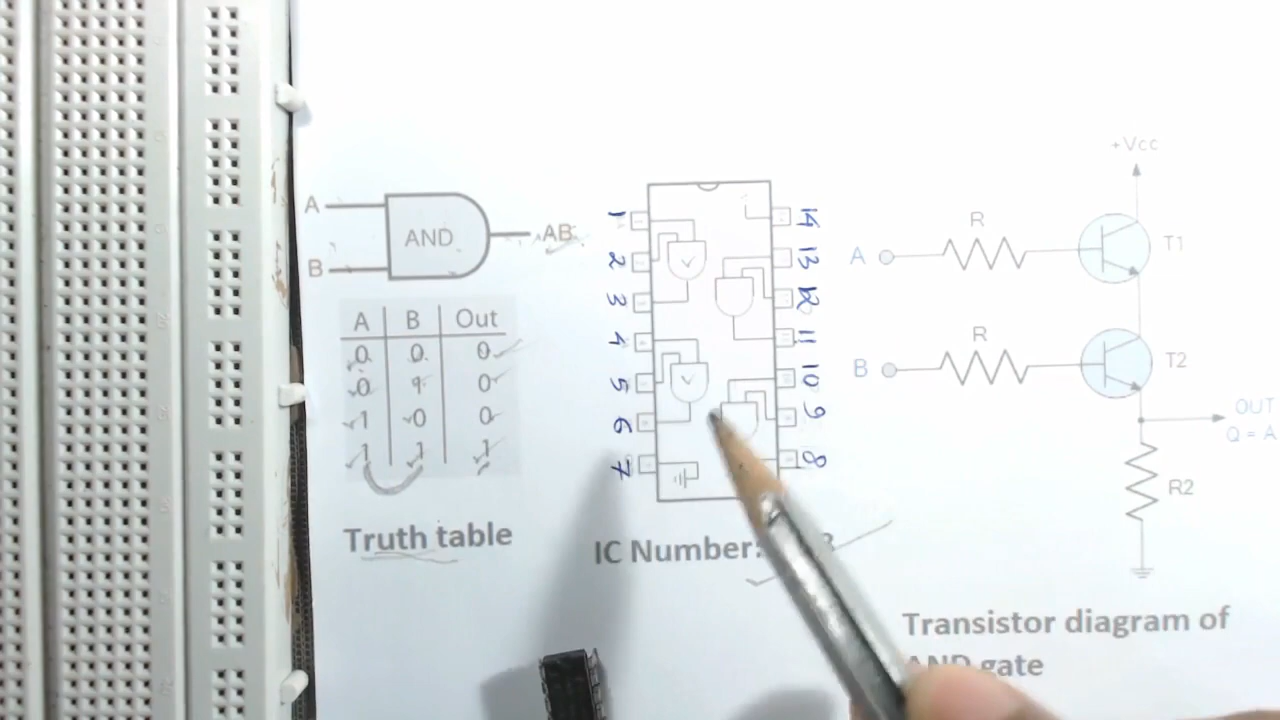 A
B
AND
AB
A B Out
0 0 0
0 1 0
1 0 0
1 1 1
Truth table
1
2
3
4
5
6
7
14
13
12
11
10
9
8
IC Number:
+Vcc
A
R
T1
B
R
T2
OUT
Q = A
R2
Transistor diagram of
AND gate